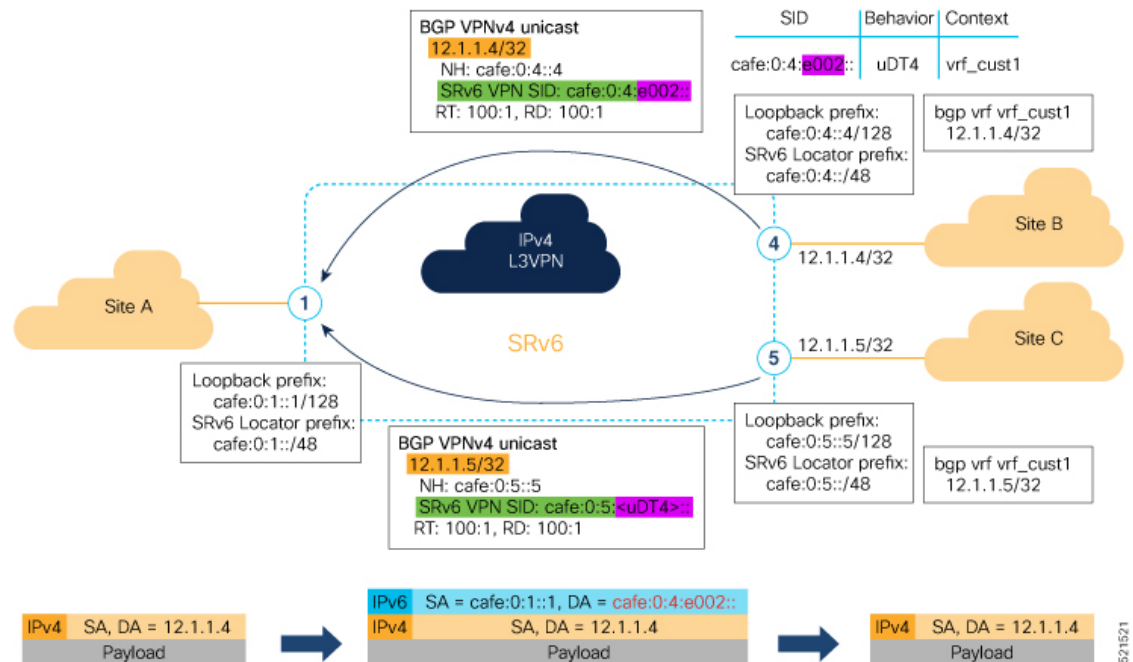 BGP VPNv4 unicast
12.1.1.4/32
NH: cafe:0:4::4
SRv6 VPN SID: cafe:0:4:e002::
RT: 100:1, RD: 100:1
SID Behavior Context
cafe:0:4:e002:: uDT4 vrf_cust1
Loopback prefix:
cafe:0:4::4/128
SRv6 Locator prefix:
cafe:0:4::/48
bgp vrf vrf_cust1
12.1.1.4/32
IPv4
L3VPN
Site A
1
SRv6
4
12.1.1.4/32
Site B
5
12.1.1.5/32
Site C
Loopback prefix:
cafe:0:1::1/128
SRv6 Locator prefix:
cafe:0:1::/48
BGP VPNv4 unicast
12.1.1.5/32
NH: cafe:0:5::5
SRv6 VPN SID: cafe:0:5:<uDT4>::
RT: 100:1, RD: 100:1
Loopback prefix:
cafe:0:5::5/128
SRv6 Locator prefix:
cafe:0:5::/48
bgp vrf vrf_cust1
12.1.1.5/32
IPv4 SA, DA = 12.1.1.4
Payload
IPv6 SA = cafe:0:1::1, DA = cafe:0:4:e002::
IPv4 SA, DA = 12.1.1.4
Payload
IPv4 SA, DA = 12.1.1.4
Payload
521521